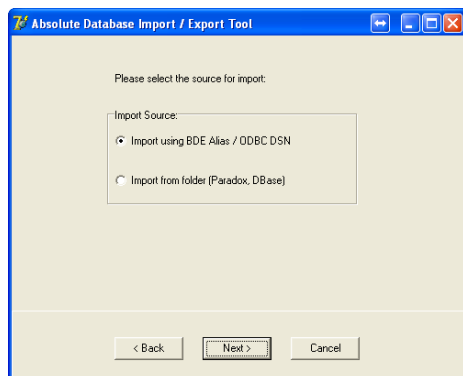 Absolute Database Import / Export Tool
Please select the source for import:
Import Source:
Import using BDE Alias / ODBC DSN
Import from folder (Paradox, DBase)
< Back Next > Cancel